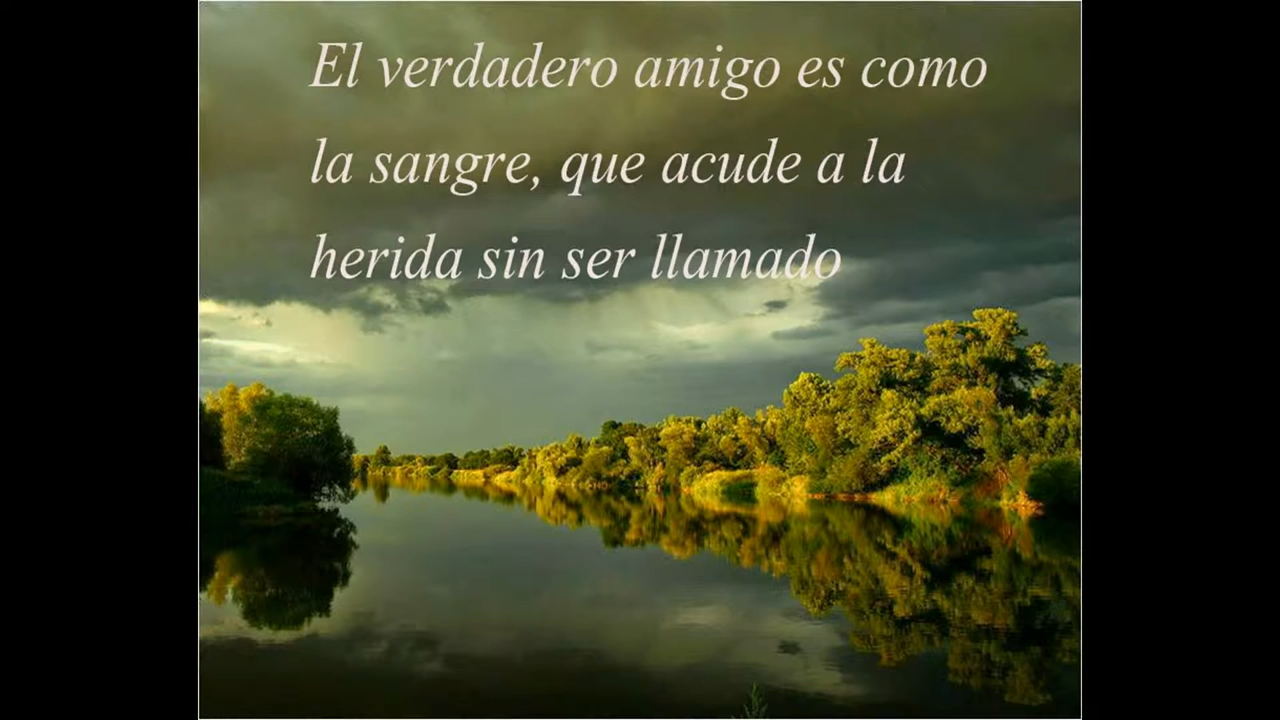 El verdadero amigo es como
la sangre, que acude a la
herida sin ser llamado